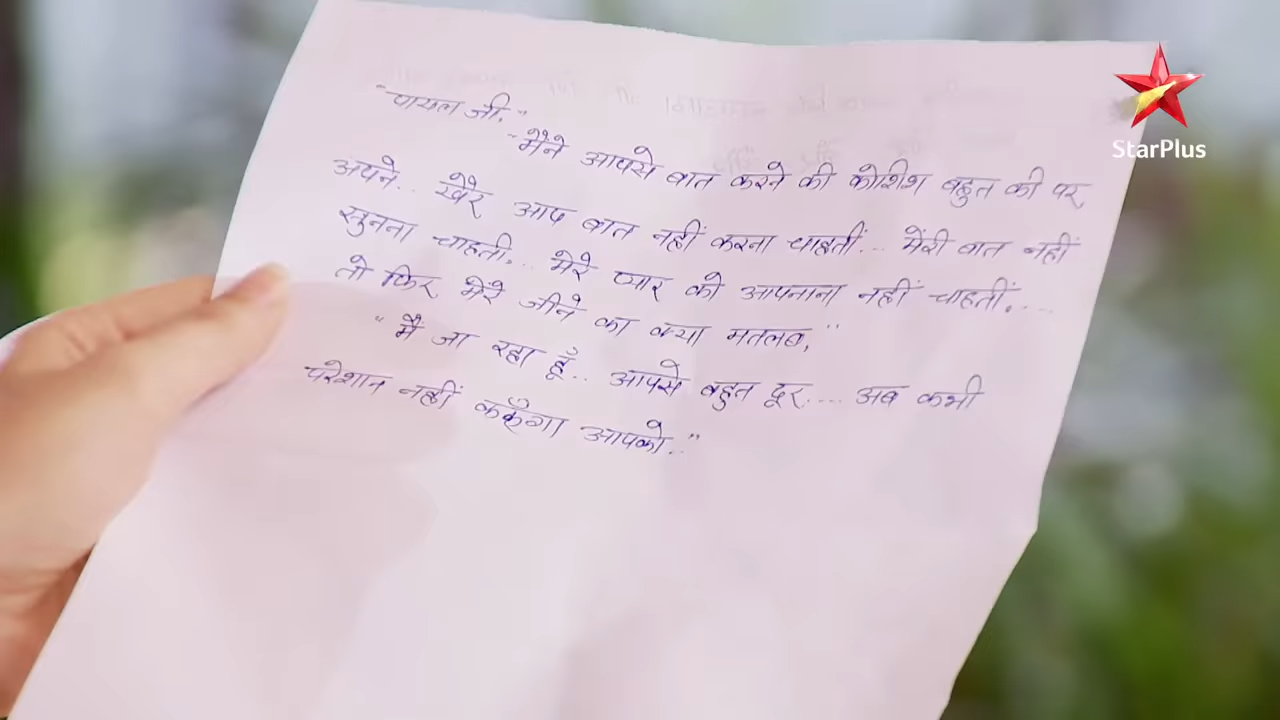 "पायल जी."
"मैंने आपसे बात करने की कोशिश बहुत की पर,
अपने.. खैर, आप बात नहीं करना चाहतीं... मेंरी बात नहीं
सुनना चाहती,.. मेरे प्यार को आपनाना नहीं चाहतीं.....
तो फिर, मेरे जीने का क्या मतलब,"
"मैं जा रहा हूँ.. आपसे बहुत दूर.... अब कभी
परेशान नहीं करूँगा आपको.."
StarPlus